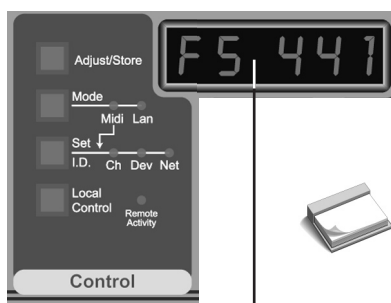 F5.441
Adjust/Store
Mode
Midi Lan
Set
I.D. Ch Dev Net
Local
Control
Remote
Activity
Control